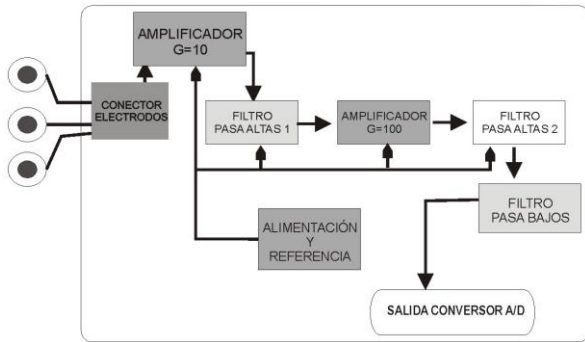 AMPLIFICADOR
G=10
CONECTOR
ELECTRODOS
FILTRO
PASA ALTAS 1
AMPLIFICADOR
G=100
FILTRO
PASA ALTAS 2
FILTRO
PASA BAJOS
ALIMENTACIÓN
Y
REFERENCIA
SALIDA CONVERSOR A/D